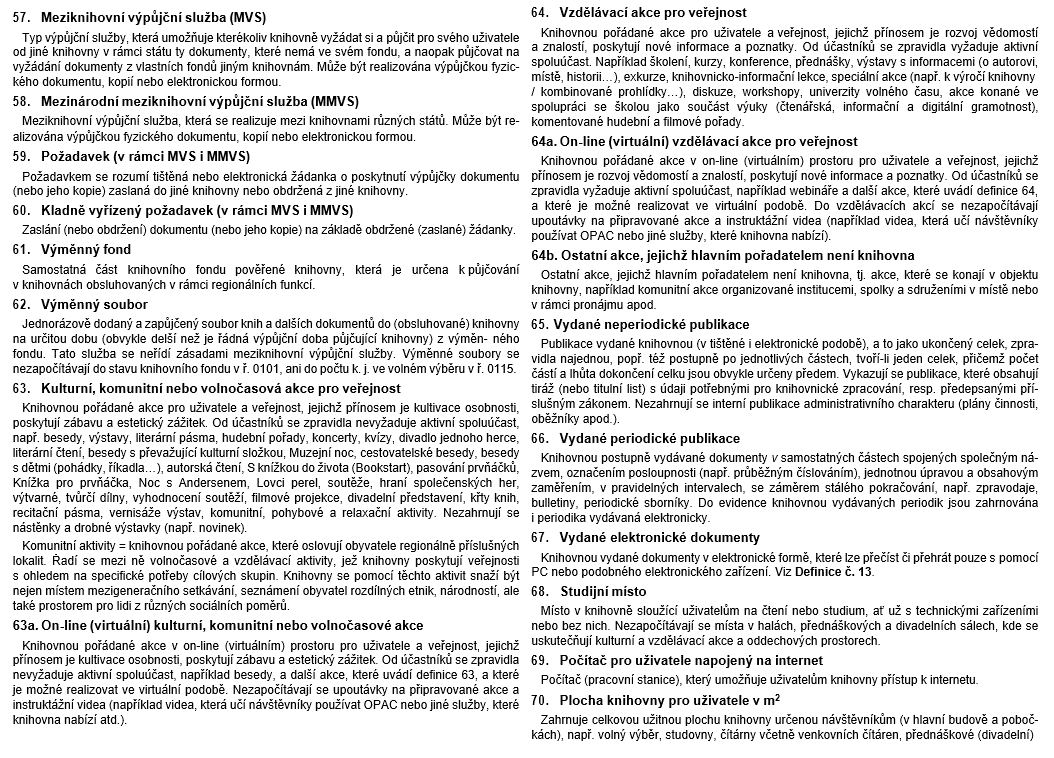 57. Meziknihovní výpůjční služba (MVS)
Typ výpůjční služby, která umožňuje kterékoliv knihovně vyžádat si a půjčit pro svého uživatele
od jiné knihovny v rámci státu ty dokumenty, které nemá ve svém fondu, a naopak půjčovat na
vyžádání dokumenty z vlastních fondů jiným knihovnám. Může být realizována výpůjčkou fyzic-
kého dokumentu, kopií nebo elektronickou formou.
58. Mezinárodní meziknihovní výpůjční služba (MMVS)
Meziknihovní výpůjční služba, která se realizuje mezi knihovnami různých států. Může být re-
alizována výpůjčkou fyzického dokumentu, kopií nebo elektronickou formou.
59. Požadavek (v rámci MVS i MMVS)
Požadavkem se rozumí tištěná nebo elektronická žádanka o poskytnutí výpůjčky dokumentu
(nebo jeho kopie) zaslaná do jiné knihovny nebo obdržená z jiné knihovny.
60. Kladně vyřízený požadavek (v rámci MVS i MMVS)
Zaslání (nebo obdržení) dokumentu (nebo jeho kopie) na základě obdržené (zaslané) žádanky.
61. Výměnný fond
Samostatná část knihovního fondu pověřené knihovny, která je určena k půjčování
v knihovnách obsluhovaných v rámci regionálních funkcí.
62. Výměnný soubor
Jednorázově dodaný a zapůjčený soubor knih a dalších dokumentů do (obsluhované) knihovny
na určitou dobu (obvykle delší než je řádná výpůjční doba půjčující knihovny) z výměn- ného
fondu. Tato služba se neřídí zásadami meziknihovní výpůjční služby. Výměnné soubory se
nezapočítávají do stavu knihovního fondu v ř. 0101, ani do počtu k. j. ve volném výběru v ř. 0115.
63. Kulturní, komunitní nebo volnočasová akce pro veřejnost
Knihovnou pořádané akce pro uživatele a veřejnost, jejichž přínosem je kultivace osobnosti,
poskytují zábavu a estetický zážitek. Od účastníků se zpravidla nevyžaduje aktivní spoluúčast,
např. besedy, výstavy, literární pásma, hudební pořady, koncerty, kvízy, divadlo jednoho herce,
literární čtení, besedy s převažující kulturní složkou, Muzejní noc, cestovatelské besedy, besedy
s dětmi (pohádky, říkadla…), autorská čtení, S knížkou do života (Bookstart), pasování prvňáčků,
Knížka pro prvňáčka, Noc s Andersenem, Lovci perel, soutěže, hraní společenských her,
výtvarné, tvůrčí dílny, vyhodnocení soutěží, filmové projekce, divadelní představení, křty knih,
recitační pásma, vernisáže výstav, komunitní, pohybové a relaxační aktivity. Nezahrnují se
nástěnky a drobné výstavky (např. novinek).
Komunitní aktivity = knihovnou pořádané akce, které oslovují obyvatele regionálně příslušných
lokalit. Řadí se mezi ně volnočasové a vzdělávací aktivity, jež knihovny poskytují veřejnosti
s ohledem na specifické potřeby cílových skupin. Knihovny se pomocí těchto aktivit snaží být
nejen místem mezigeneračního setkávání, seznámení obyvatel rozdílných etnik, národností, ale
také prostorem pro lidi z různých sociálních poměrů.
63a. On-line (virtuální) kulturní, komunitní nebo volnočasové akce
Knihovnou pořádané akce v on-line (virtuálním) prostoru pro uživatele a veřejnost, jejichž
přínosem je kultivace osobnosti, poskytují zábavu a estetický zážitek. Od účastníků se zpravidla
nevyžaduje aktivní spoluúčast, například besedy, a další akce, které uvádí definice 63, a které
je možné realizovat ve virtuální podobě. Nezapočítávají se upoutávky na připravované akce a
instruktážní videa (například videa, která učí návštěvníky používat OPAC nebo jiné služby, které
knihovna nabízí atd.).
64. Vzdělávací akce pro veřejnost
Knihovnou pořádané akce pro uživatele a veřejnost, jejichž přínosem je rozvoj vědomostí
a znalostí, poskytují nové informace a poznatky. Od účastníků se zpravidla vyžaduje aktivní
spoluúčast. Například školení, kurzy, konference, přednášky, výstavy s informacemi (o autorovi,
místě, historii…), exkurze, knihovnicko-informační lekce, speciální akce (např. k výročí knihovny
/ kombinované prohlídky…), diskuze, workshopy, univerzity volného času, akce konané ve
spolupráci se školou jako součást výuky (čtenářská, informační a digitální gramotnost),
komentované hudební a filmové pořady.
64a. On-line (virtuální) vzdělávací akce pro veřejnost
Knihovnou pořádané akce v on-line (virtuálním) prostoru pro uživatele a veřejnost, jejichž
přínosem je rozvoj vědomostí a znalostí, poskytují nové informace a poznatky. Od účastníků se
zpravidla vyžaduje aktivní spoluúčast, například webináře a další akce, které uvádí definice 64,
a které je možné realizovat ve virtuální podobě. Do vzdělávacích akcí se nezapočítávají
upoutávky na připravované akce a instruktážní videa (například videa, která učí návštěvníky
používat OPAC nebo jiné služby, které knihovna nabízí).
64b. Ostatní akce, jejichž hlavním pořadatelem není knihovna
Ostatní akce, jejichž hlavním pořadatelem není knihovna, tj. akce, které se konají v objektu
knihovny, například komunitní akce organizované institucemi, spolky a sdruženími v místě nebo
v rámci pronájmu apod.
65. Vydané neperiodické publikace
Publikace vydané knihovnou (v tištěné i elektronické podobě), a to jako ukončený celek, zpra-
vidla najednou, popř. též postupně po jednotlivých částech, tvoří-li jeden celek, přičemž počet
částí a lhůta dokončení celku jsou obvykle určeny předem. Vykazují se publikace, které obsahují
tiráž (nebo titulní list) s údaji potřebnými pro knihovnické zpracování, resp. předepsanými pří-
slušným zákonem. Nezahrnují se interní publikace administrativního charakteru (plány činnosti,
oběžníky apod.).
66. Vydané periodické publikace
Knihovnou postupně vydávané dokumenty v samostatných částech spojených společným ná-
zvem, označením posloupnosti (např. průběžným číslováním), jednotnou úpravou a obsahovým
zaměřením, v pravidelných intervalech, se záměrem stálého pokračování, např. zpravodaje,
bulletiny, periodické sborníky. Do evidence knihovnou vydávaných periodik jsou zahrnována
i periodika vydávaná elektronicky.
67. Vydané elektronické dokumenty
Knihovnou vydané dokumenty v elektronické formě, které lze přečíst či přehrát pouze s pomocí
PC nebo podobného elektronického zařízení. Viz Definice č. 13.
68. Studijní místo
Místo v knihovně sloužící uživatelům na čtení nebo studium, ať už s technickými zařízeními
nebo bez nich. Nezapočítávají se místa v halách, přednáškových a divadelních sálech, kde se
uskutečňují kulturní a vzdělávací akce a oddechových prostorech.
69. Počítač pro uživatele napojený na internet
Počítač (pracovní stanice), který umožňuje uživatelům knihovny přístup k internetu.
70. Plocha knihovny pro uživatele v m²
Zahrnuje celkovou užitnou plochu knihovny určenou návštěvníkům (v hlavní budově a poboč-
kách), např. volný výběr, studovny, čítárny včetně venkovních čítáren, přednáškové (divadelní)